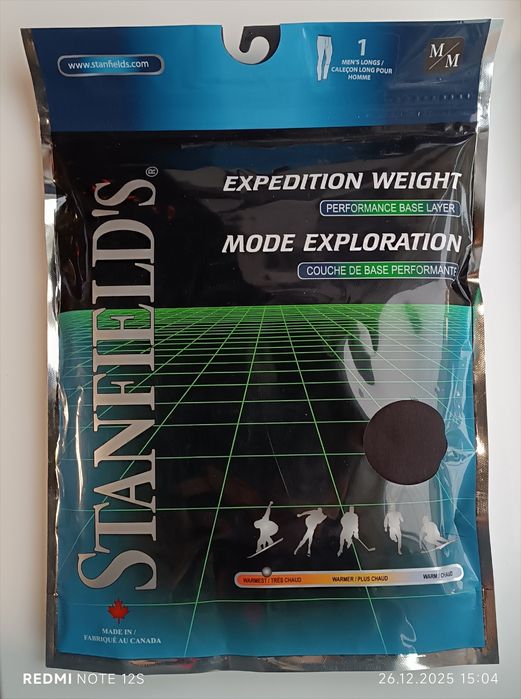 www.stanfields.com
1
MEN'S LONGS /
CALEÇON LONG POUR
HOMME
M/M
STANFIELD'S®
EXPEDITION WEIGHT
PERFORMANCE BASE LAYER
MODE EXPLORATION
COUCHE DE BASE PERFORMANTE
WARMEST / TRÈS CHAUD
WARMER / PLUS CHAUD
WARM / CHAUD
MADE IN /
FABRIQUÉ AU CANADA
REDMI NOTE 12S
26.12.2025 15:04